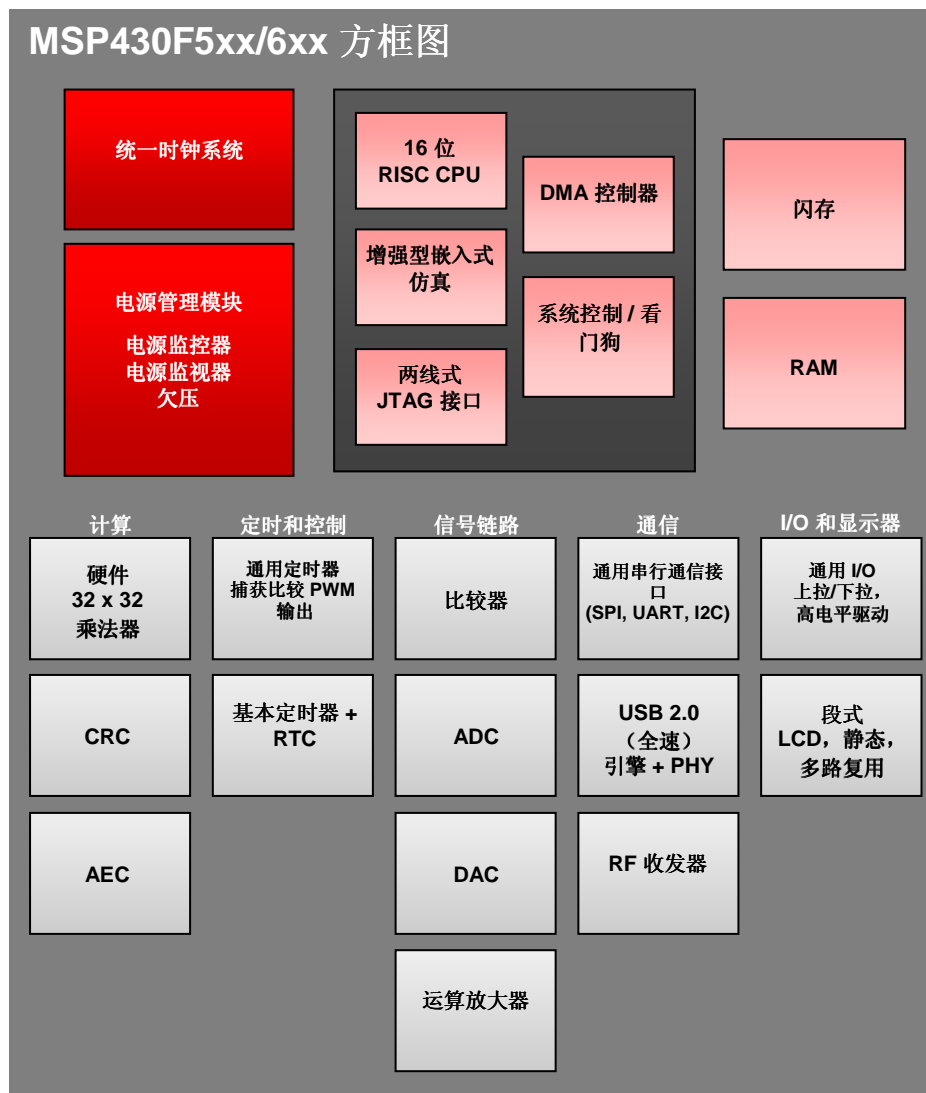 MSP430F5xx/6xx 方框图
统一时钟系统
电源管理模块
电源监控器
电源监视器
欠压
16 位
RISC CPU
增强型嵌入式
仿真
两线式
JTAG 接口
DMA 控制器
系统控制 / 看
门狗
闪存
RAM
计算
硬件
32 x 32
乘法器
CRC
AEC
定时和控制
通用定时器
捕获比较 PWM
输出
基本定时器 +
RTC
信号链路
比较器
ADC
DAC
运算放大器
通信
通用串行通信接
口
(SPI, UART, I2C)
USB 2.0
（全速）
引擎 + PHY
RF 收发器
I/O 和显示器
通用 I/O
上拉/下拉，
高电平驱动
段式
LCD，静态，
多路复用